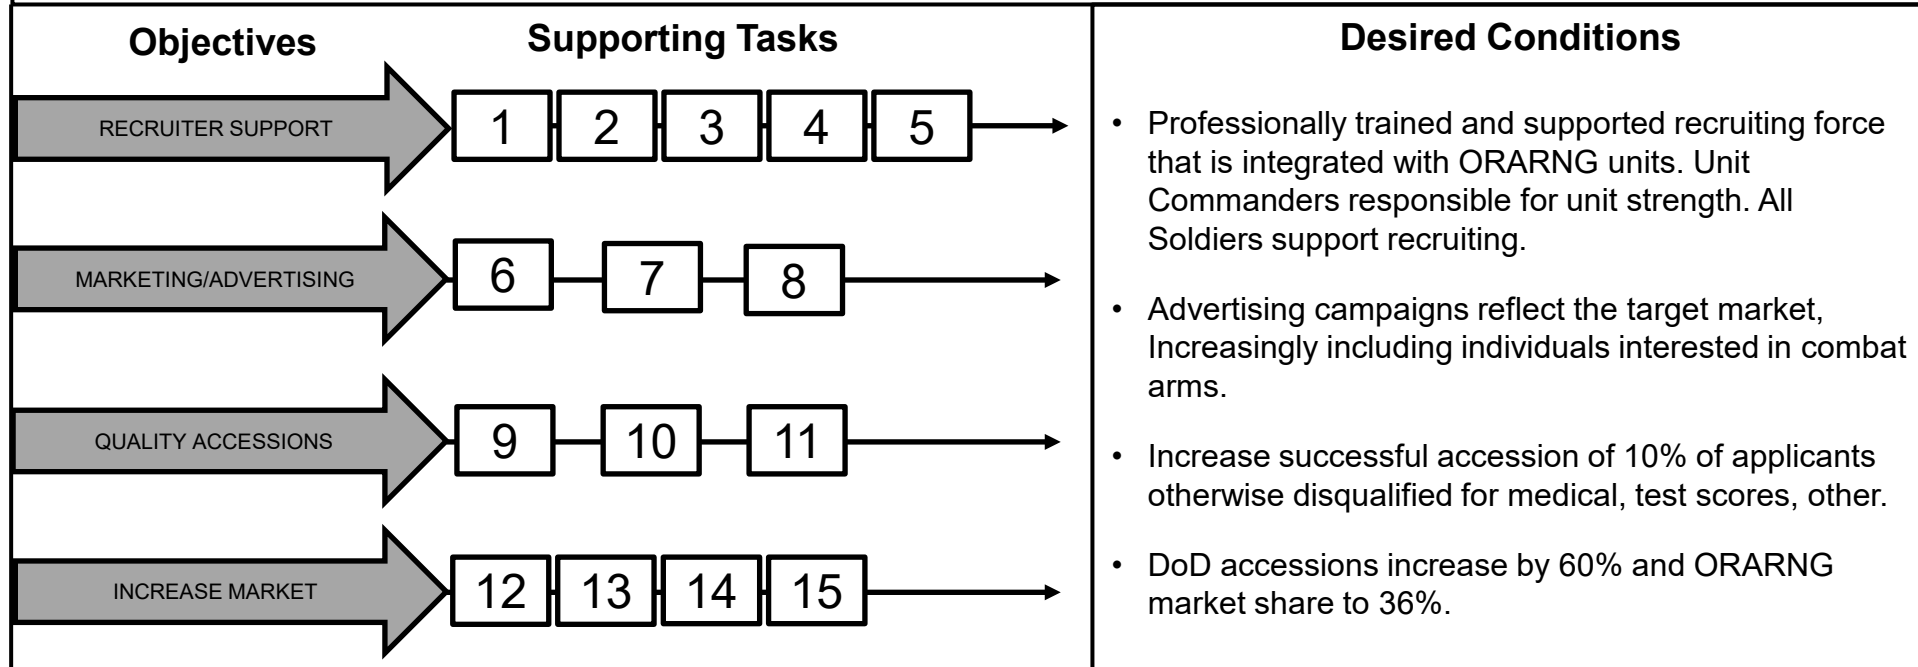 Objectives
Supporting Tasks
Desired Conditions
RECRUITER SUPPORT
1 2 3 4 5
MARKETING/ADVERTISING
6 7 8
QUALITY ACCESSIONS
9 10 11
INCREASE MARKET
12 13 14 15
• Professionally trained and supported recruiting force
that is integrated with ORARNG units. Unit
Commanders responsible for unit strength. All
Soldiers support recruiting.
• Advertising campaigns reflect the target market,
Increasingly including individuals interested in combat
arms.
• Increase successful accession of 10% of applicants
otherwise disqualified for medical, test scores, other.
• DoD accessions increase by 60% and ORARNG
market share to 36%.